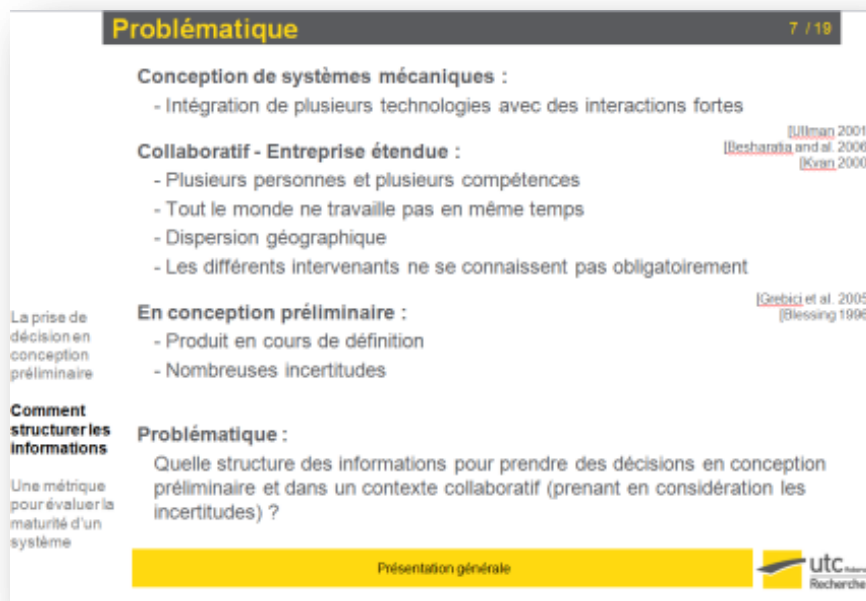 Problématique
7 / 19
Conception de systèmes mécaniques :
- Intégration de plusieurs technologies avec des interactions fortes
[Ullman 2001
[Besharatia and al. 2006
[Kvan 2000
Collaboratif - Entreprise étendue :
- Plusieurs personnes et plusieurs compétences
- Tout le monde ne travaille pas en même temps
- Dispersion géographique
- Les différents intervenants ne se connaissent pas obligatoirement
[Grebici et al. 2005
[Blessing 1996
En conception préliminaire :
- Produit en cours de définition
- Nombreuses incertitudes
La prise de
décision en
conception
préliminaire
Comment
structurer les
informations
Une métrique
pour évaluer la
maturité d'un
système
Problématique :
Quelle structure des informations pour prendre des décisions en conception
préliminaire et dans un contexte collaboratif (prenant en considération les
incertitudes) ?
Présentation générale
utc
Recherche